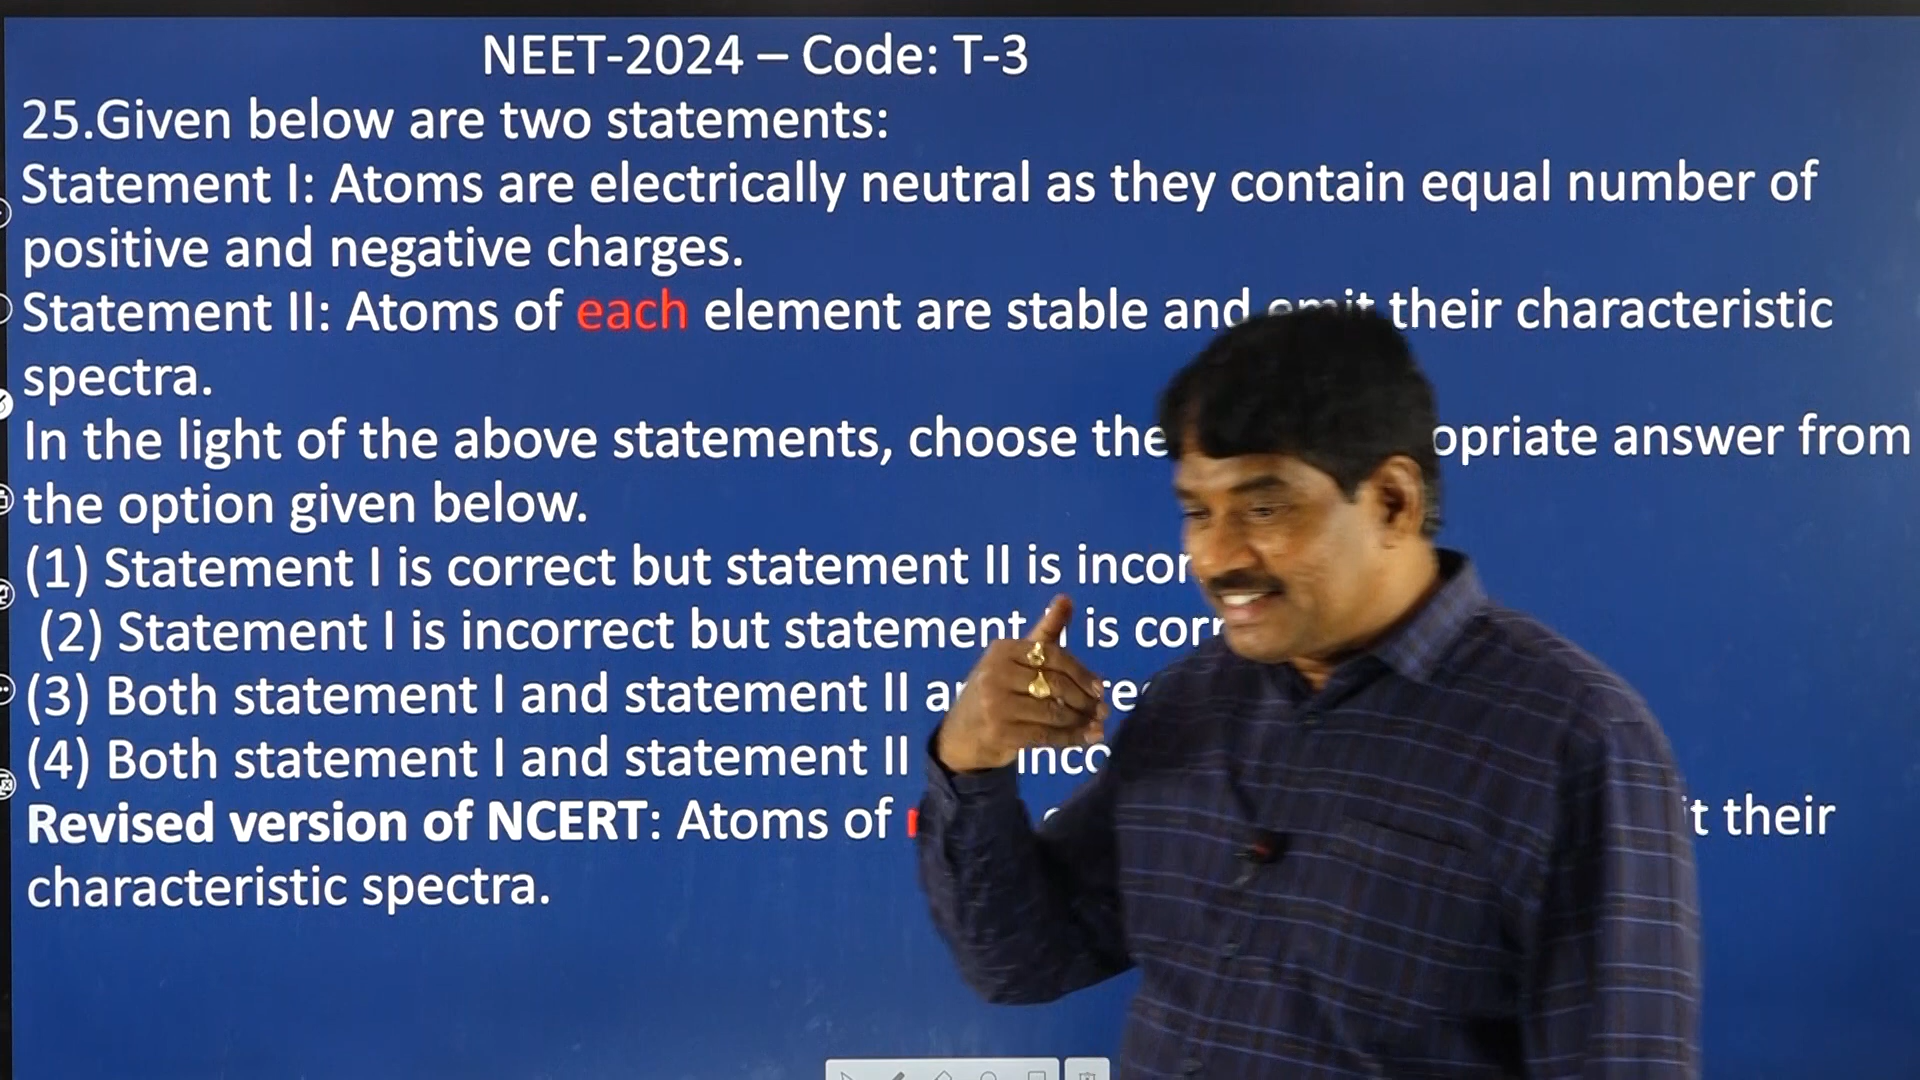 NEET-2024 – Code: T-3
25.Given below are two statements:
Statement I: Atoms are electrically neutral as they contain equal number of
positive and negative charges.
Statement II: Atoms of each element are stable and emit their characteristic
spectra.
In the light of the above statements, choose the answer from
the option given below.
(1) Statement I is correct but statement II is
(2) Statement I is incorrect but statement is
(3) Both statement I and statement II
(4) Both statement I and statement II
Revised version of NCERT: Atoms of their
characteristic spectra.